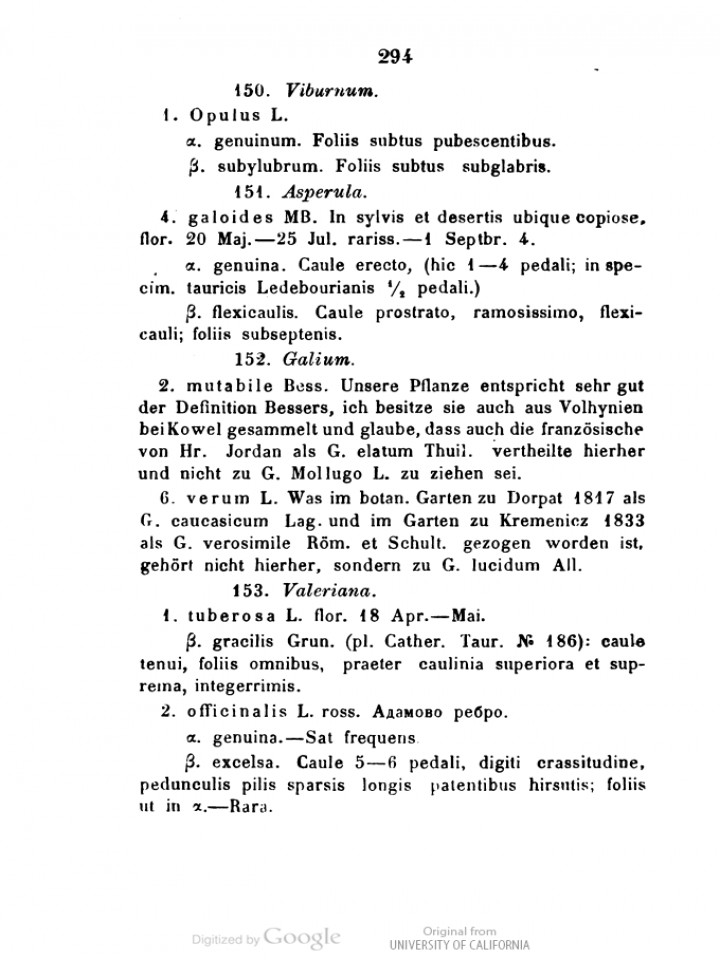 294
150. Viburnum.
1. Opulus L.
α. genuinum. Foliis subtus pubescentibus.
β. subylubrum. Foliis subtus subglabris.
151. Asperula.
4. galoides MB. In sylvis et desertis ubique copiose,
flor. 20 Maj.—25 Jul. rariss.—1 Septbr. 4.
α. genuina. Caule erecto, (hic 1—4 pedali; in spe-
cim. tauricis Ledebourianis 1/2 pedali.)
β. flexicaulis. Caule prostrato, ramosissimo, flexi-
cauli; foliis subseptenis.
152. Galium.
2. mutabile Bess. Unsere Pflanze entspricht sehr gut
der Definition Bessers, ich besitze sie auch aus Volhynien
bei Kowel gesammelt und glaube, dass auch die französische
von Hr. Jordan als G. elatum Thuil. vertheilte hierher
und nicht zu G. Mollugo L. zu ziehen sei.
6. verum L. Was im botan. Garten zu Dorpat 1817 als
G. caucasicum Lag. und im Garten zu Kremenicz 1833
als G. verosimile Röm. et Schult. gezogen worden ist,
gehört nicht hierher, sondern zu G. lucidum All.
153. Valeriana.
1. tuberosa L. flor. 18 Apr.—Mai.
β. gracilis Grun. (pl. Cather. Taur. № 186): caule
tenui, foliis omnibus, praeter caulinia superiora et sup-
rema, integerrimis.
2. officinalis L. ross. Адамово ребро.
α. genuina.—Sat frequens
β. excelsa. Caule 5—6 pedali, digiti crassitudine,
pedunculis pilis sparsis longis patentibus hirsutis; foliis
ut in α.—Rara.
Digitized by Google
Original from
UNIVERSITY OF CALIFORNIA